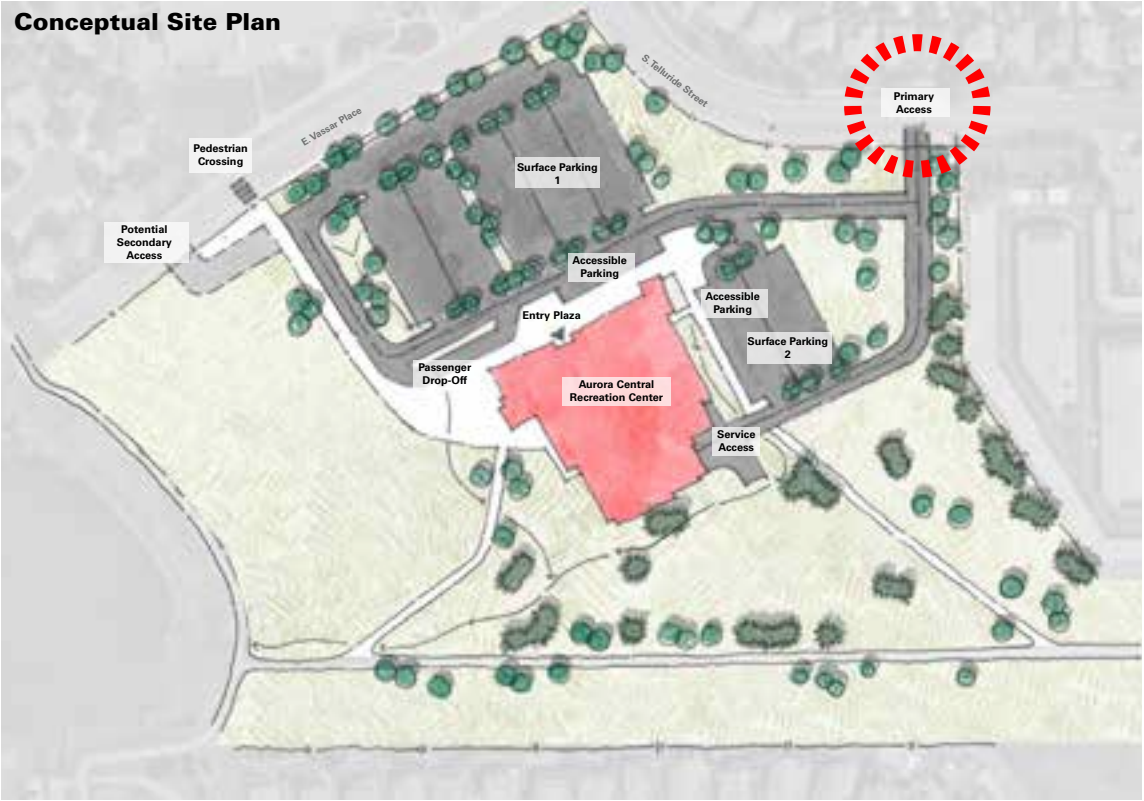 Conceptual Site Plan
E. Vassar Place
S. Telluride Street
Primary
Access
Pedestrian
Crossing
Surface Parking
1
Potential
Secondary
Access
Accessible
Parking
Accessible
Parking
Entry Plaza
Surface Parking
2
Passenger
Drop-Off
Aurora Central
Recreation Center
Service
Access